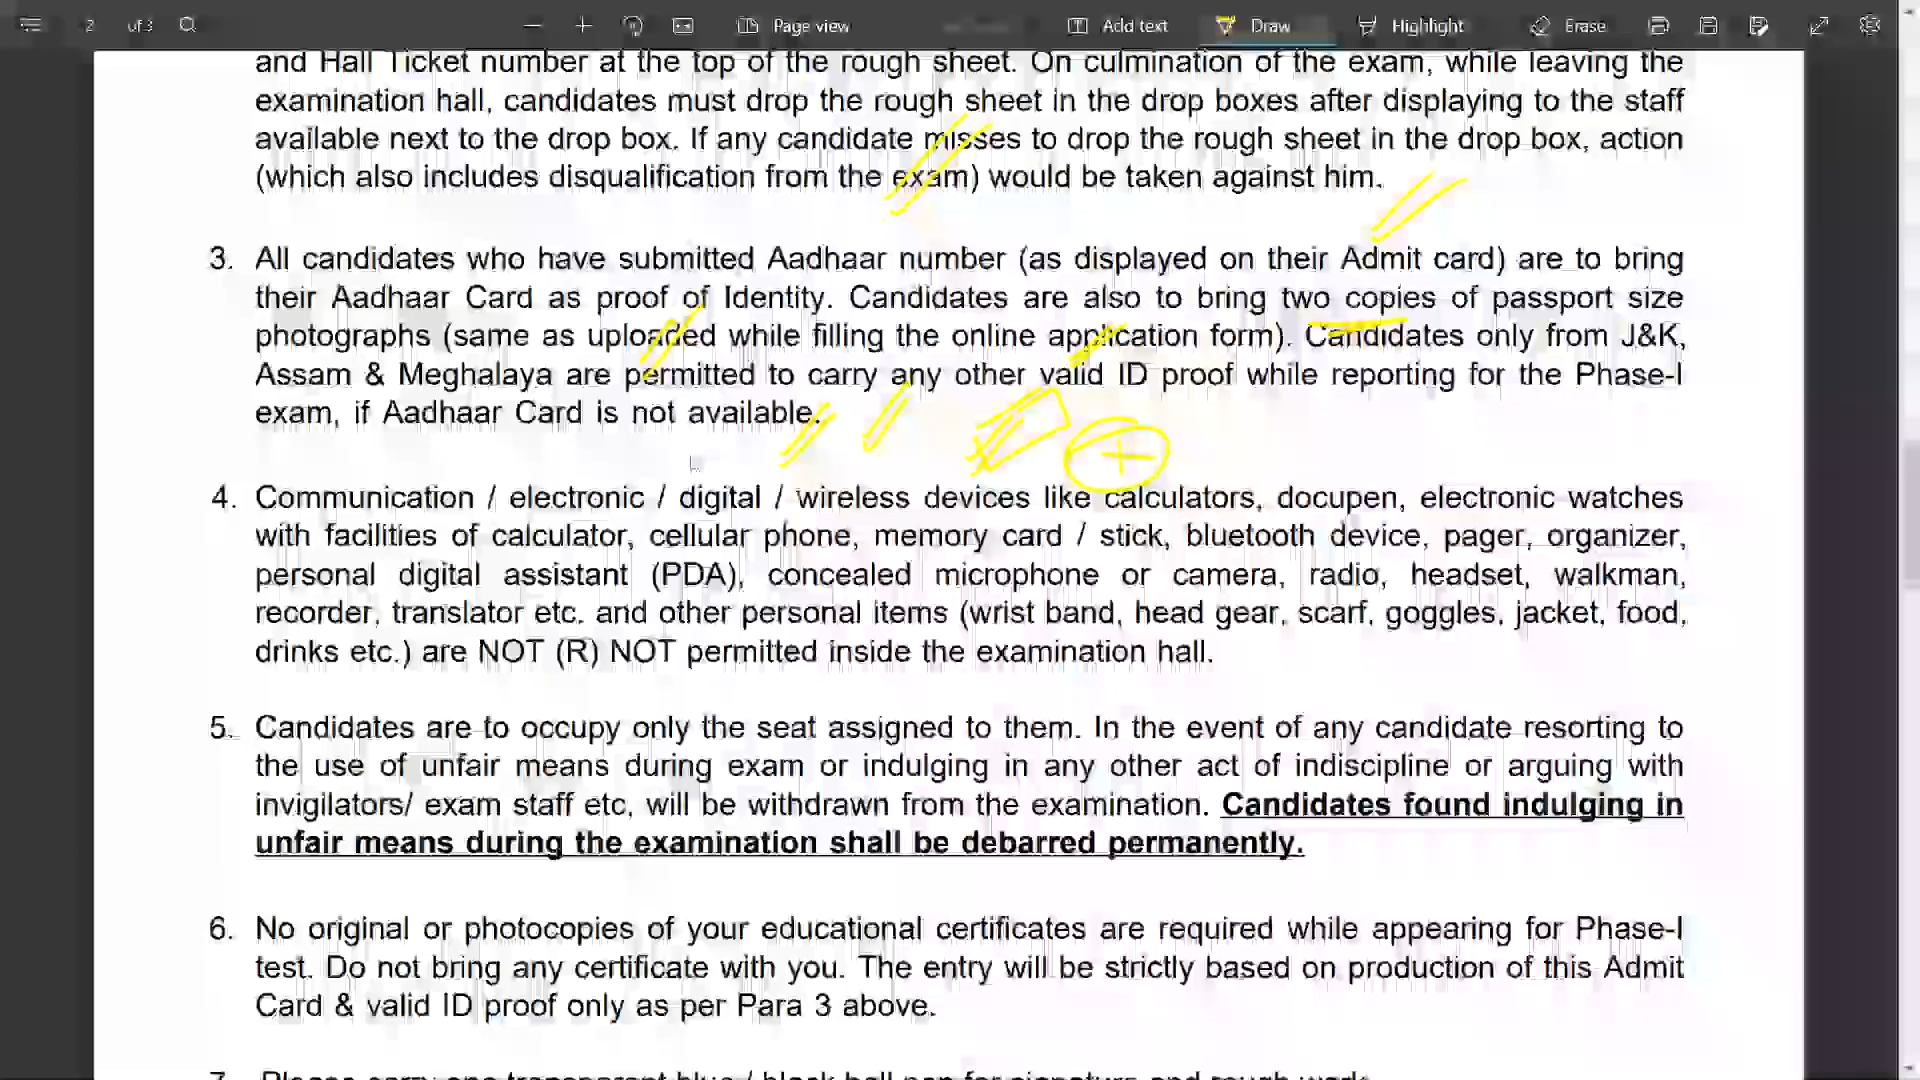 2 of 3 Page view Add text Draw Highlight Erase
and Hall Ticket number at the top of the rough sheet. On culmination of the exam, while leaving the
examination hall, candidates must drop the rough sheet in the drop boxes after displaying to the staff
available next to the drop box. If any candidate misses to drop the rough sheet in the drop box, action
(which also includes disqualification from the exam) would be taken against him.
3. All candidates who have submitted Aadhaar number (as displayed on their Admit card) are to bring
their Aadhaar Card as proof of Identity. Candidates are also to bring two copies of passport size
photographs (same as uploaded while filling the online application form). Candidates only from J&K,
Assam & Meghalaya are permitted to carry any other valid ID proof while reporting for the Phase-I
exam, if Aadhaar Card is not available.
4. Communication / electronic / digital / wireless devices like calculators, docupen, electronic watches
with facilities of calculator, cellular phone, memory card / stick, bluetooth device, pager, organizer,
personal digital assistant (PDA), concealed microphone or camera, radio, headset, walkman,
recorder, translator etc. and other personal items (wrist band, head gear, scarf, goggles, jacket, food,
drinks etc.) are NOT (R) NOT permitted inside the examination hall.
5. Candidates are to occupy only the seat assigned to them. In the event of any candidate resorting to
the use of unfair means during exam or indulging in any other act of indiscipline or arguing with
invigilators/ exam staff etc, will be withdrawn from the examination. Candidates found indulging in
unfair means during the examination shall be debarred permanently.
6. No original or photocopies of your educational certificates are required while appearing for Phase-I
test. Do not bring any certificate with you. The entry will be strictly based on production of this Admit
Card & valid ID proof only as per Para 3 above.
7. Please carry one transparent blue / black ball pen for signature and rough work.